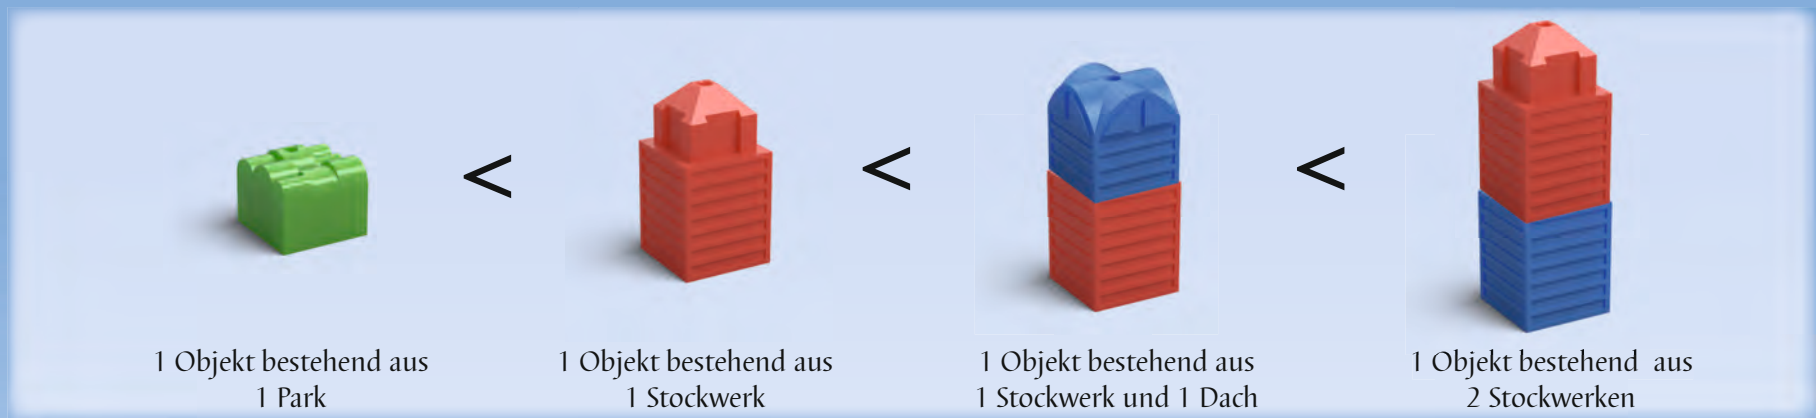 < < <
1 Objekt bestehend aus
1 Park
1 Objekt bestehend aus
1 Stockwerk
1 Objekt bestehend aus
1 Stockwerk und 1 Dach
1 Objekt bestehend aus
2 Stockwerken